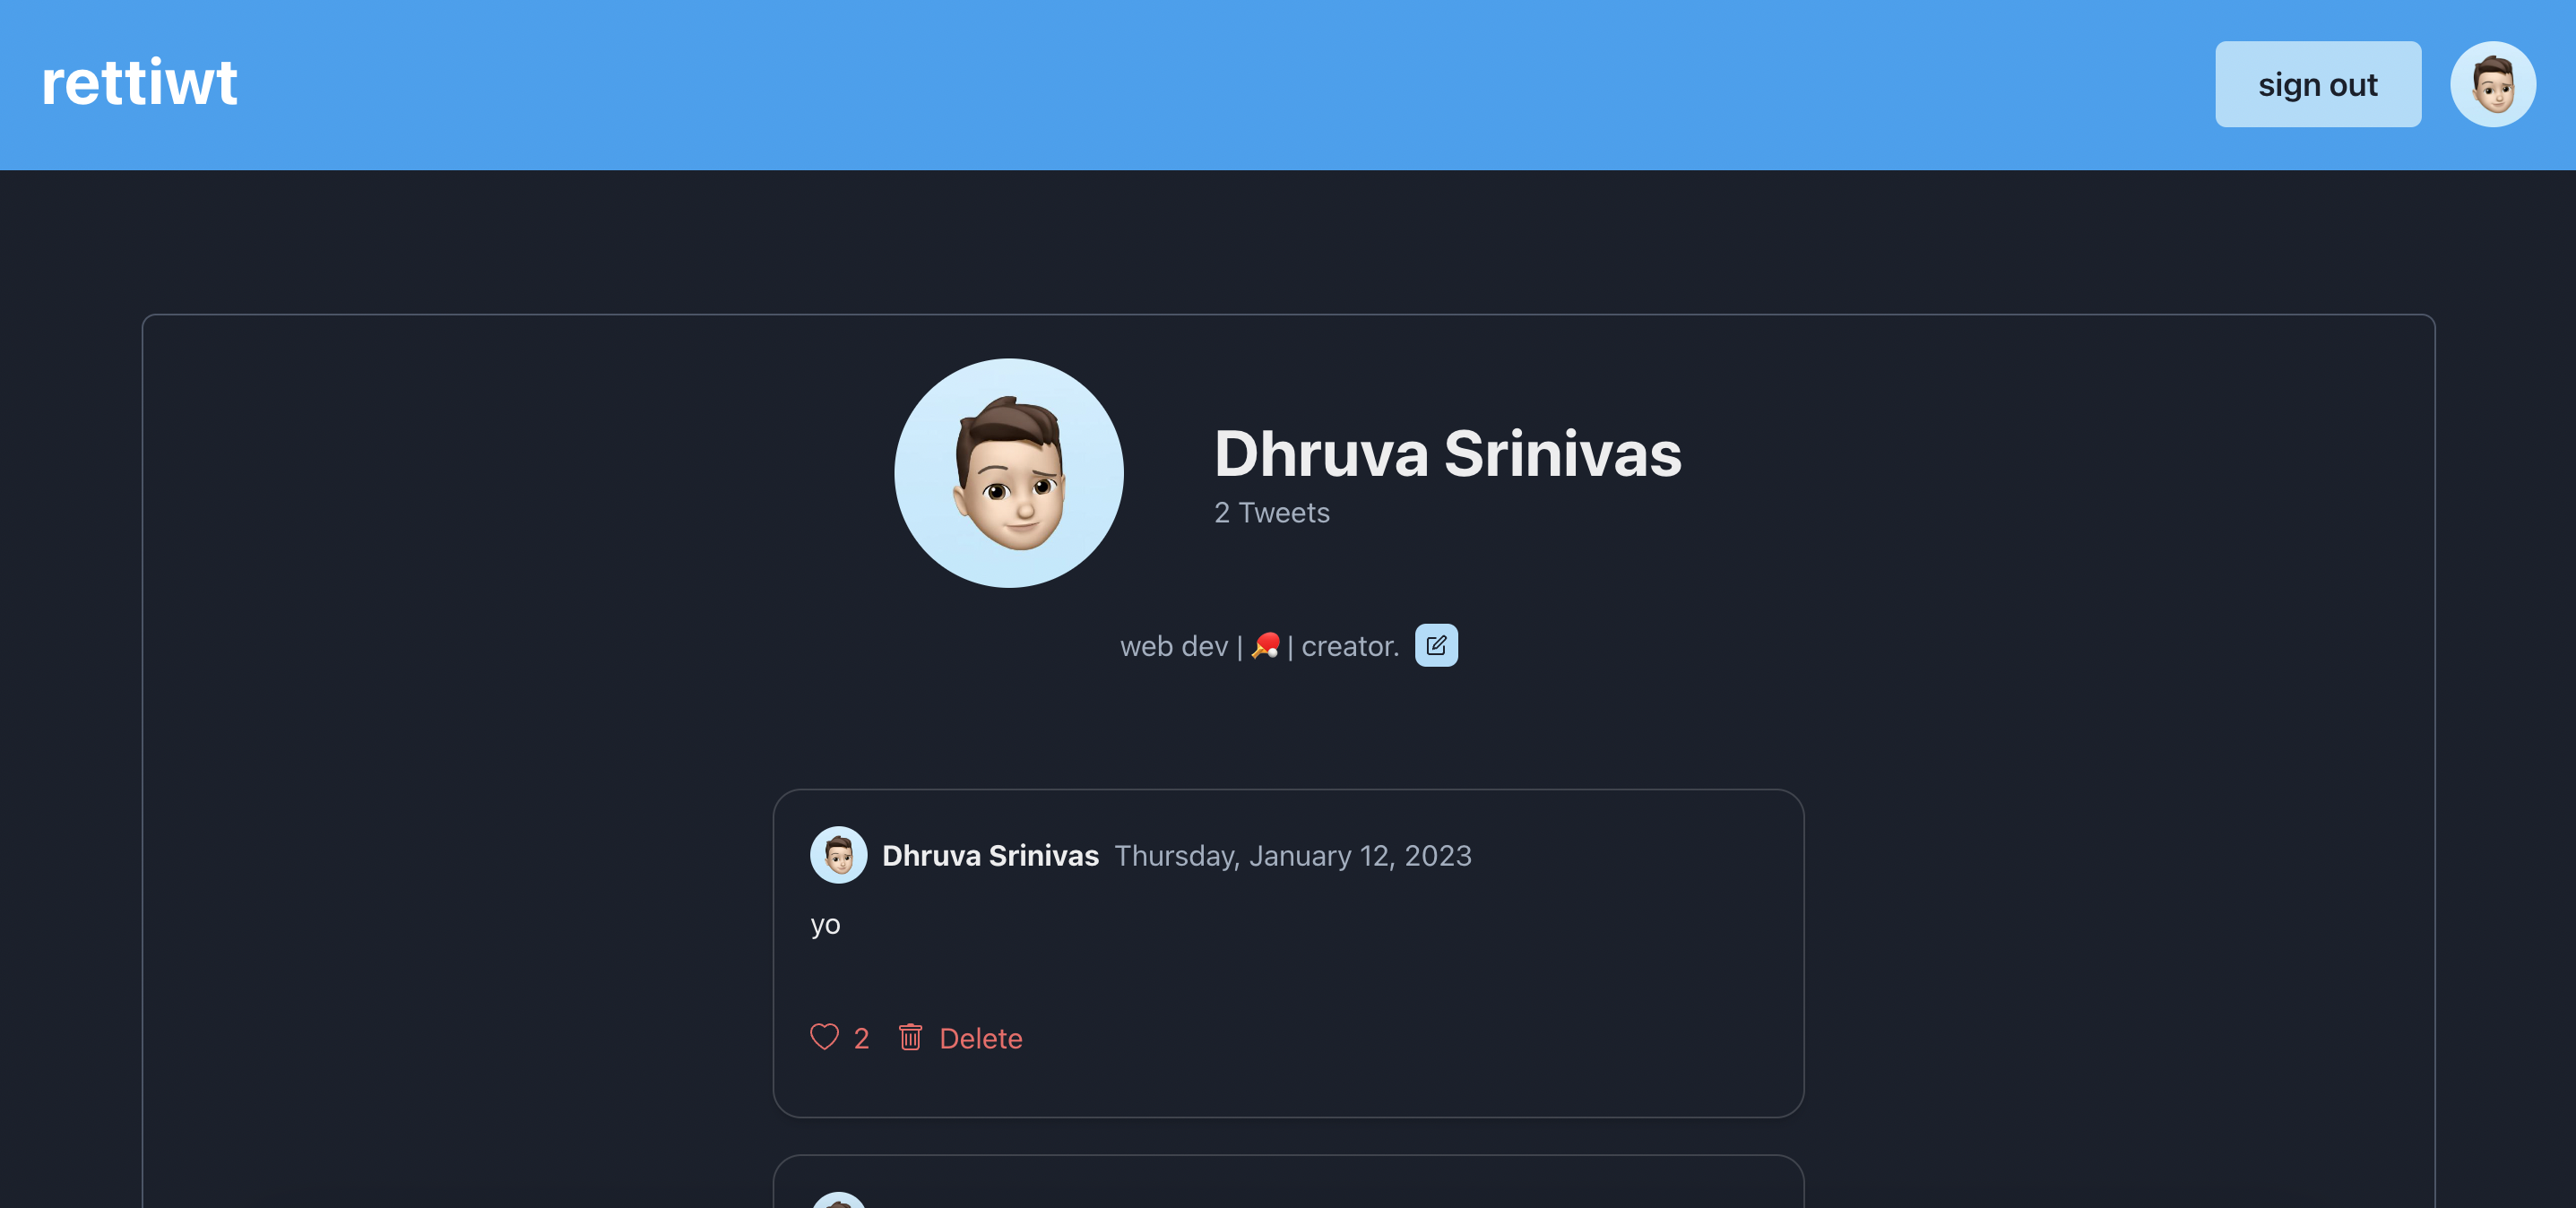 rettiwt
sign out
Dhruva Srinivas
2 Tweets
web dev | 🏓 | creator.
Dhruva Srinivas Thursday, January 12, 2023
yo
2 Delete